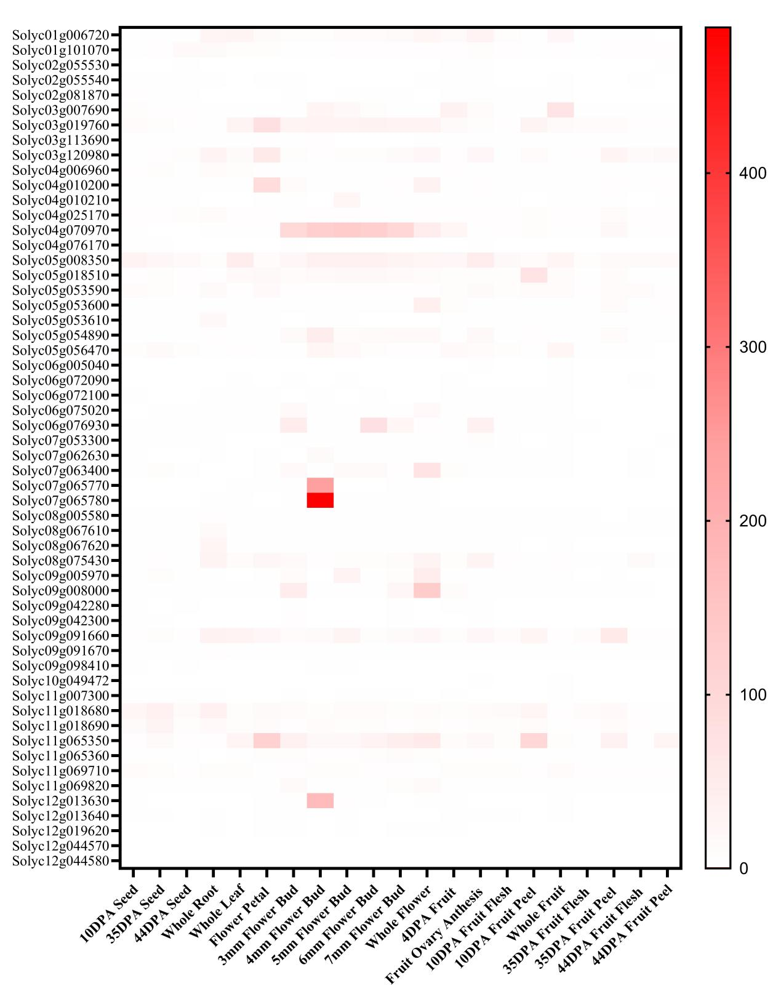 Solyc01g006720
Solyc01g101070
Solyc02g055530
Solyc02g055540
Solyc02g081870
Solyc03g007690
Solyc03g019760
Solyc03g113690
Solyc03g120980
Solyc04g006960
Solyc04g010200
Solyc04g010210
Solyc04g025170
Solyc04g070970
Solyc04g076170
Solyc05g008350
Solyc05g018510
Solyc05g053590
Solyc05g053600
Solyc05g053610
Solyc05g054890
Solyc05g056470
Solyc06g005040
Solyc06g072090
Solyc06g072100
Solyc06g075020
Solyc06g076930
Solyc07g053300
Solyc07g062630
Solyc07g063400
Solyc07g065770
Solyc07g065780
Solyc08g005580
Solyc08g067610
Solyc08g067620
Solyc08g075430
Solyc09g005970
Solyc09g008000
Solyc09g042280
Solyc09g042300
Solyc09g091660
Solyc09g091670
Solyc09g098410
Solyc10g049472
Solyc11g007300
Solyc11g018680
Solyc11g018690
Solyc11g065350
Solyc11g065360
Solyc11g069710
Solyc11g069820
Solyc12g013630
Solyc12g013640
Solyc12g019620
Solyc12g044570
Solyc12g044580
10DPA Seed
35DPA Seed
44DPA Seed
Whole Root
Whole Leaf
Flower Petal
3mm Flower Bud
4mm Flower Bud
5mm Flower Bud
6mm Flower Bud
7mm Flower Bud
Whole Flower
4DPA Fruit
Fruit Ovary Anthesis
10DPA Fruit Flesh
10DPA Fruit Peel
Whole Fruit
35DPA Fruit Flesh
35DPA Fruit Peel
44DPA Fruit Flesh
44DPA Fruit Peel
400
300
200
100
0